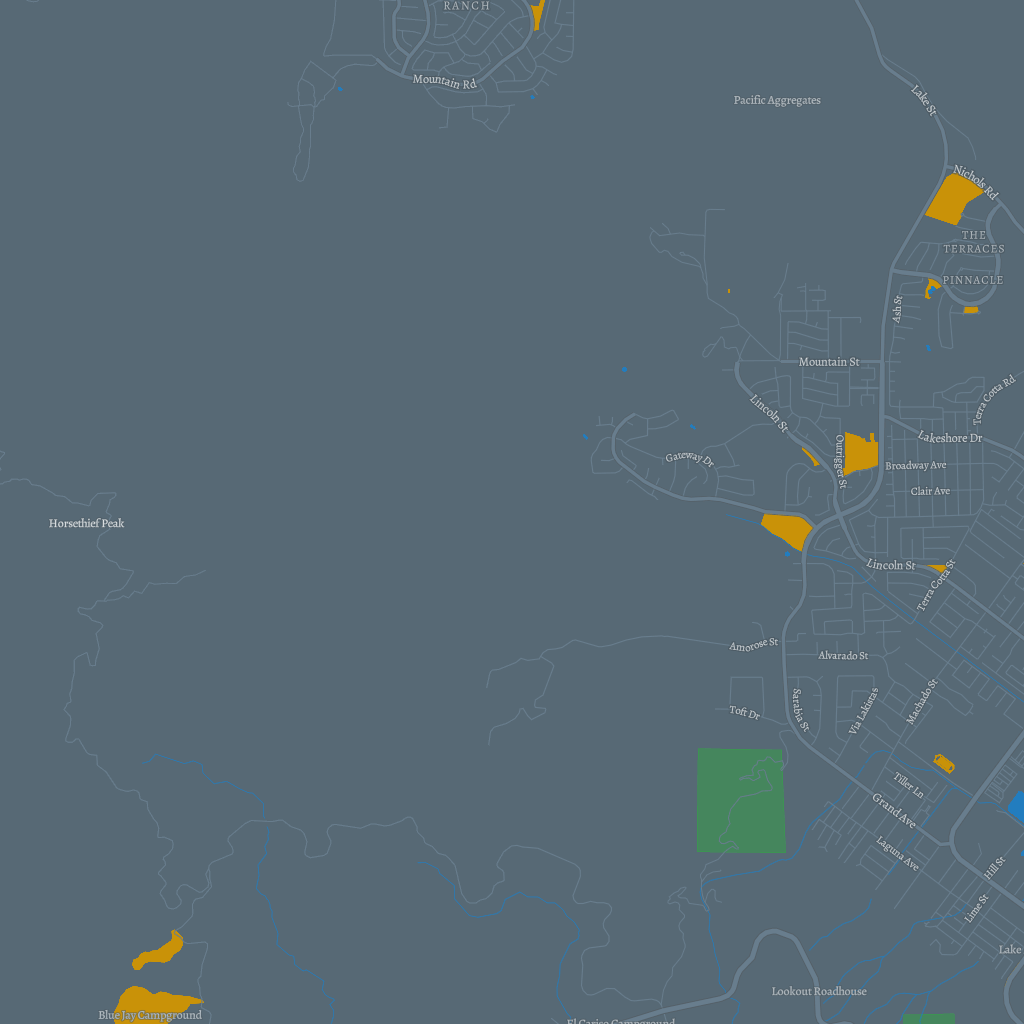 RANCH
Mountain Rd
Pacific Aggregates
Lake St
Nichols Rd
THE
TERRACES
PINNACLE
Ash St
Mountain St
Terra Cotta Rd
Lincoln St
Lakeshore Dr
Outrigger St
Gateway Dr
Broadway Ave
Clair Ave
Horsethief Peak
Lincoln St
Terra Cotta St
Amorose St
Alvarado St
Sarabia St
Via Lakistas
Machado St
Toft Dr
Tiller Ln
Grand Ave
Laguna Ave
Hill St
Lime St
Lake
Lookout Roadhouse
Blue Jay Campground
El Cariso Campground